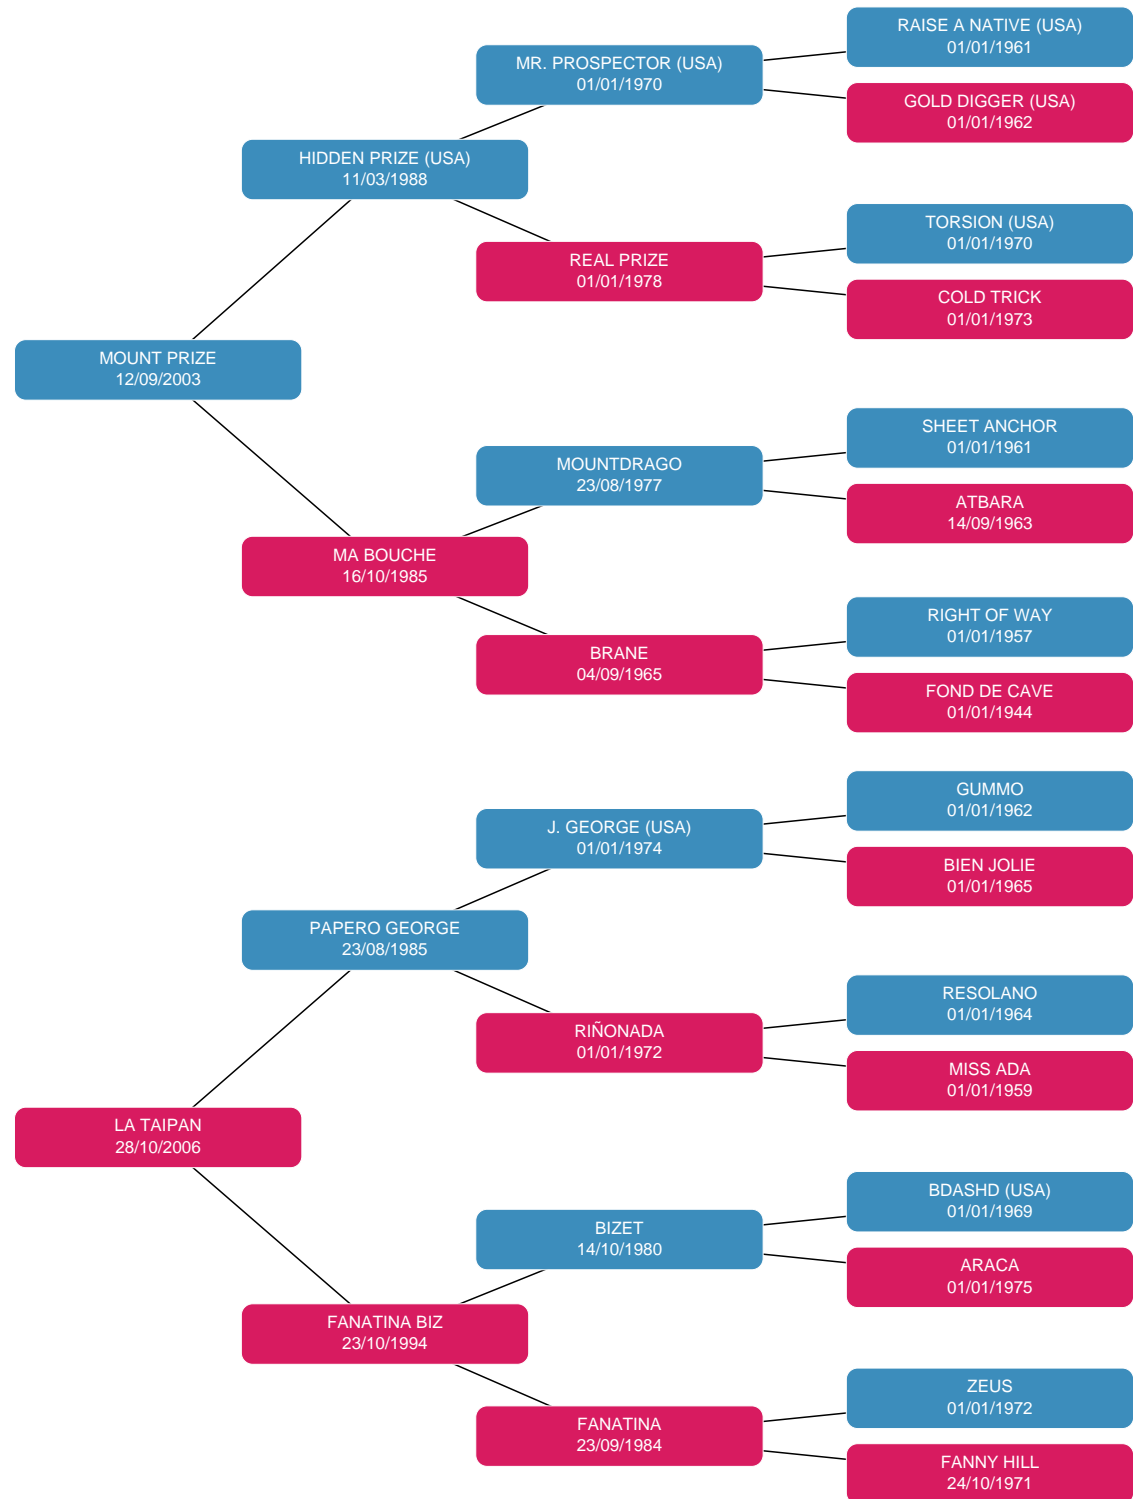 RAISE A NATIVE (USA)
01/01/1961
MR. PROSPECTOR (USA)
01/01/1970
GOLD DIGGER (USA)
01/01/1962
HIDDEN PRIZE (USA)
11/03/1988
TORSION (USA)
01/01/1970
REAL PRIZE
01/01/1978
COLD TRICK
01/01/1973
MOUNT PRIZE
12/09/2003
SHEET ANCHOR
01/01/1961
MOUNTDRAGO
23/08/1977
ATBARA
14/09/1963
MA BOUCHE
16/10/1985
RIGHT OF WAY
01/01/1957
BRANE
04/09/1965
FOND DE CAVE
01/01/1944
GUMMO
01/01/1962
J. GEORGE (USA)
01/01/1974
BIEN JOLIE
01/01/1965
PAPERO GEORGE
23/08/1985
RESOLANO
01/01/1964
RIÑONADA
01/01/1972
MISS ADA
01/01/1959
LA TAIPAN
28/10/2006
BDASHD (USA)
01/01/1969
BIZET
14/10/1980
ARACA
01/01/1975
FANATINA BIZ
23/10/1994
ZEUS
01/01/1972
FANATINA
23/09/1984
FANNY HILL
24/10/1971